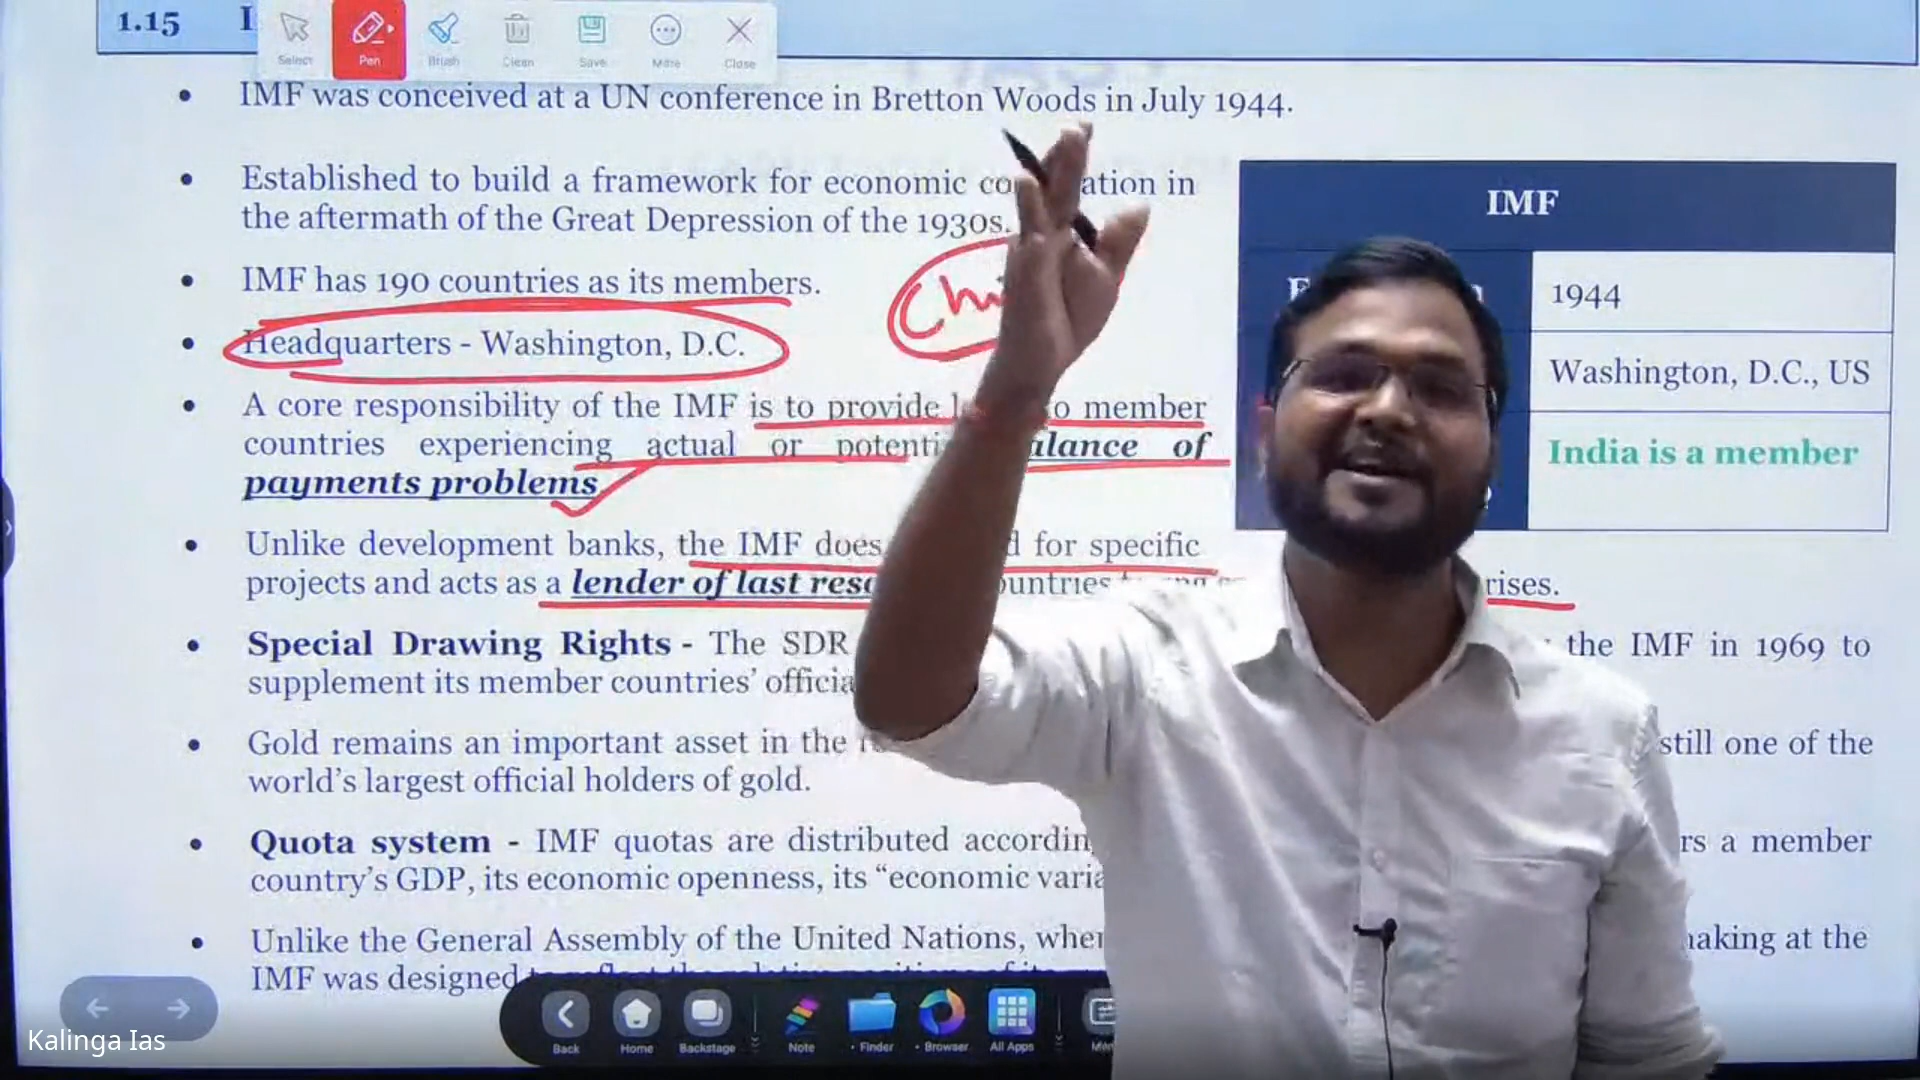 1.15 I
Select Pen Brush Clean Save More Close
• IMF was conceived at a UN conference in Bretton Woods in July 1944.
• Established to build a framework for economic co ation in
the aftermath of the Great Depression of the 1930s.
• IMF has 190 countries as its members.
• Headquarters - Washington, D.C.
• A core responsibility of the IMF is to provide l o member
countries experiencing actual or potenti alance of
payments problems
• Unlike development banks, the IMF does d for specific
projects and acts as a lender of last reso ountries rises.
• Special Drawing Rights - The SDR the IMF in 1969 to
supplement its member countries' officia
• Gold remains an important asset in the still one of the
world's largest official holders of gold.
• Quota system - IMF quotas are distributed accordin rs a member
country's GDP, its economic openness, its "economic varia
• Unlike the General Assembly of the United Nations, wher aking at the
IMF was designed
Chi
IMF
1944
Washington, D.C., US
India is a member
Back Home Backstage Note Finder Browser All Apps
Kalinga Ias